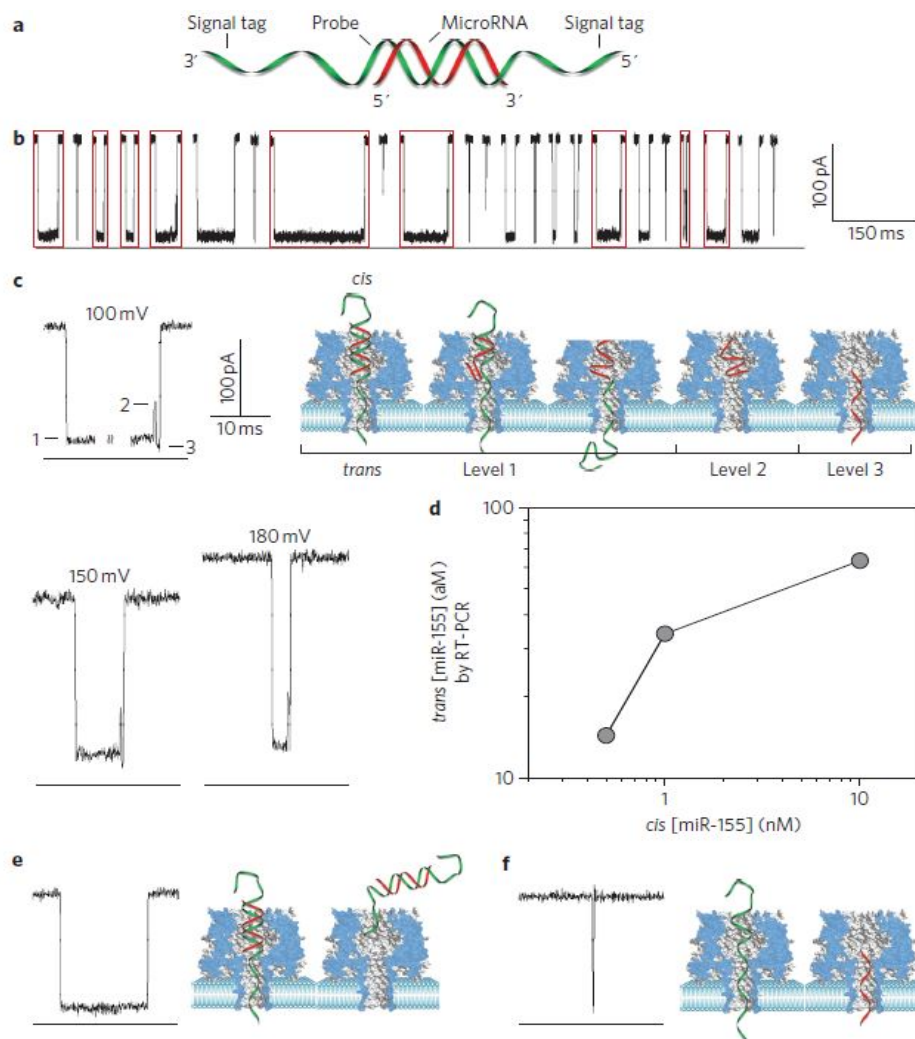 a
Signal tag Probe MicroRNA Signal tag
3′ 5′
5′ 3′
b
100 pA
150 ms
c
100 mV
1
2
3
100 pA
10 ms
cis
trans Level 1 Level 2 Level 3
150 mV
180 mV
d
trans [miR-155] (aM)
by RT-PCR
100
10
1 10
cis [miR-155] (nM)
e
f